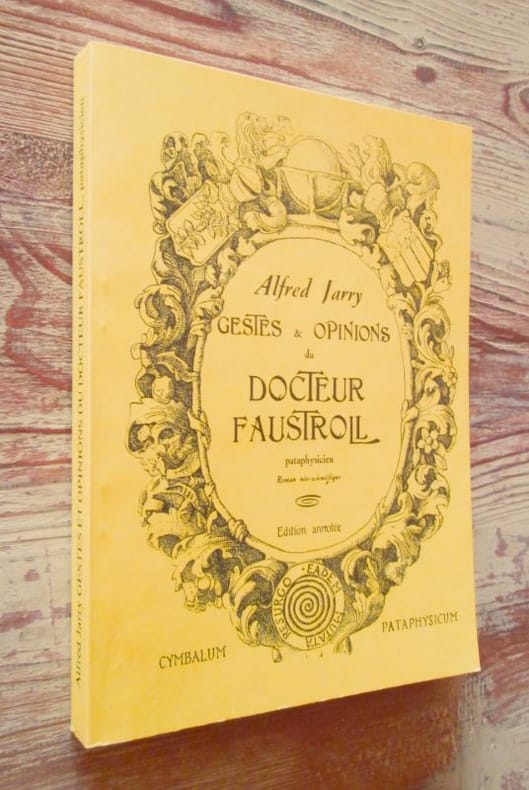 Alfred Jarry
GESTES & OPINIONS
du
DOCTEUR
FAUSTROLL
pataphysicien
Roman néo-scientifique
Edition annotée
EADEM MUTATA RESURGO
CYMBALUM
PATAPHYSICUM
Alfred Jarry GESTES ET OPINIONS DU DOCTEUR FAUSTROLL, pataphysicien